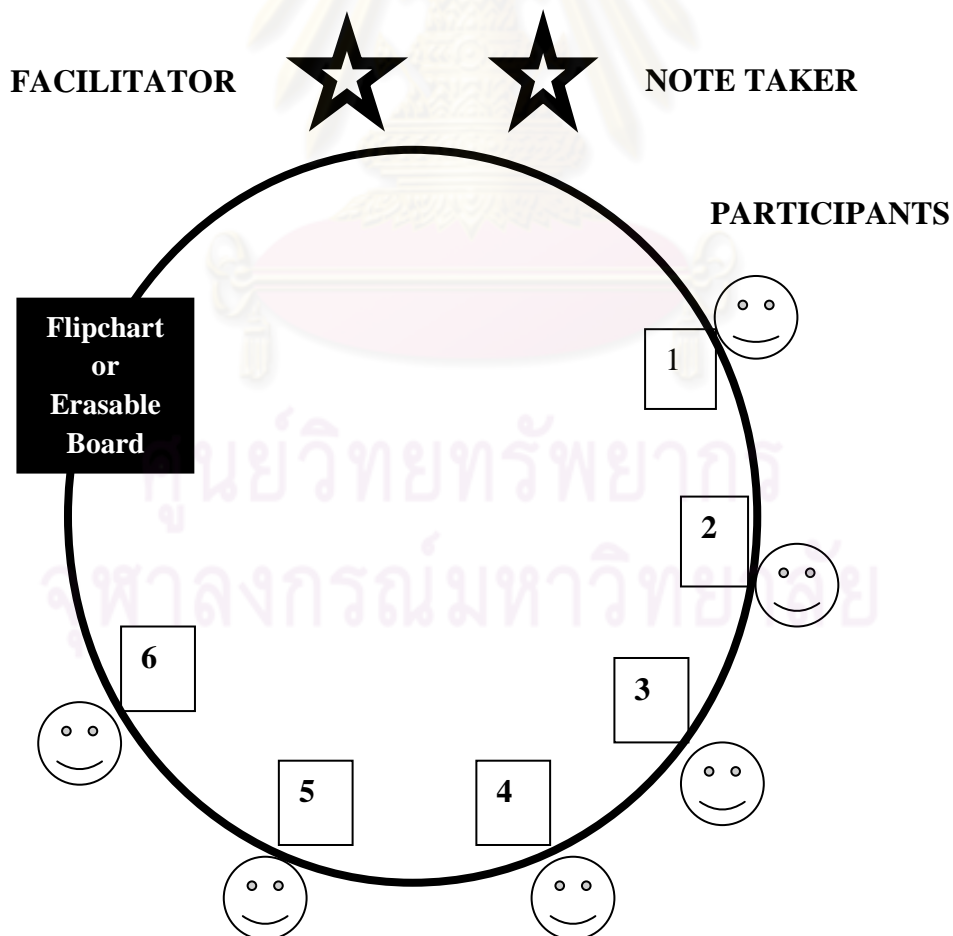 FACILITATOR
NOTE TAKER
PARTICIPANTS
Flipchart
or
Erasable
Board
1
2
3
4
5
6
ศูนย์วิทยทรัพยากร
จุฬาลงกรณ์มหาวิทยาลัย